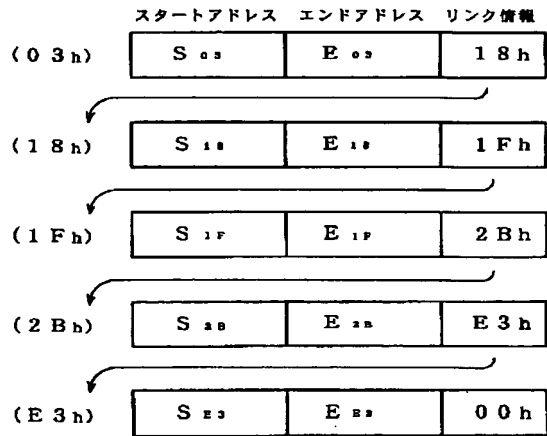 スタートアドレス エンドアドレス リンク情報
(03h) S03 E03 18h
(18h) S18 E18 1Fh
(1Fh) S1F E1F 2Bh
(2Bh) S2B E2B E3h
(E3h) SE3 EE3 00h